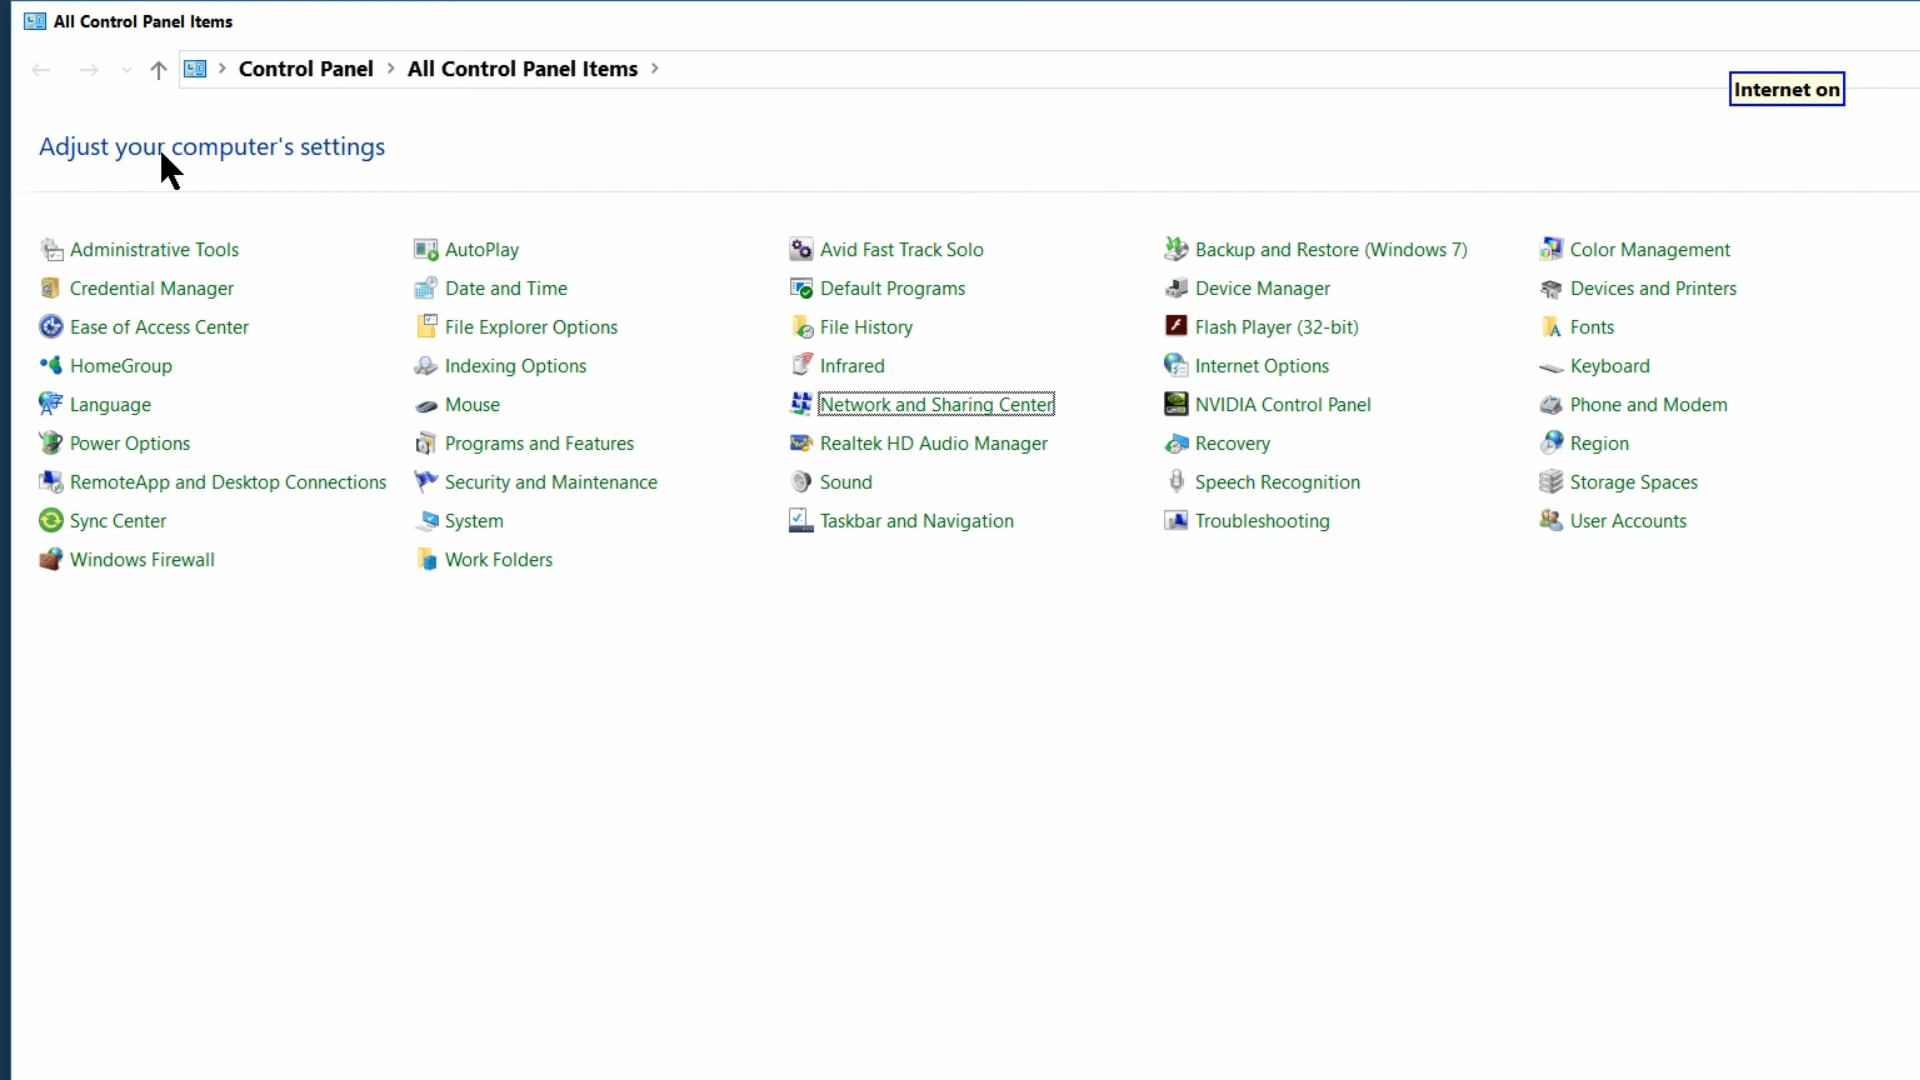 All Control Panel Items
Control Panel > All Control Panel Items >
Internet on
Adjust your computer's settings
Administrative Tools
AutoPlay
Avid Fast Track Solo
Backup and Restore (Windows 7)
Color Management
Credential Manager
Date and Time
Default Programs
Device Manager
Devices and Printers
Ease of Access Center
File Explorer Options
File History
Flash Player (32-bit)
Fonts
HomeGroup
Indexing Options
Infrared
Internet Options
Keyboard
Language
Mouse
Network and Sharing Center
NVIDIA Control Panel
Phone and Modem
Power Options
Programs and Features
Realtek HD Audio Manager
Recovery
Region
RemoteApp and Desktop Connections
Security and Maintenance
Sound
Speech Recognition
Storage Spaces
Sync Center
System
Taskbar and Navigation
Troubleshooting
User Accounts
Windows Firewall
Work Folders